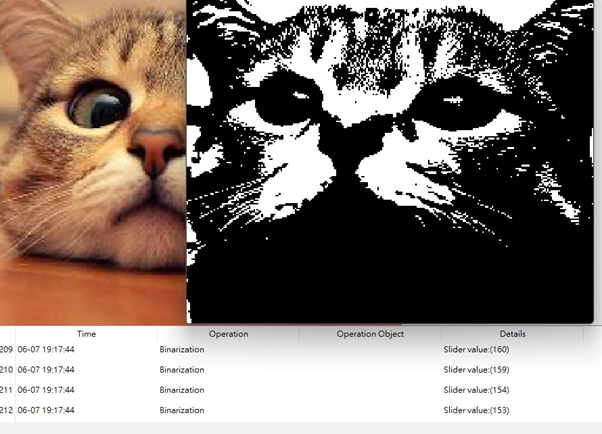 Time Operation Operation Object Details
209 06-07 19:17:44 Binarization Slider value:(160)
210 06-07 19:17:44 Binarization Slider value:(159)
211 06-07 19:17:44 Binarization Slider value:(154)
212 06-07 19:17:44 Binarization Slider value:(153)